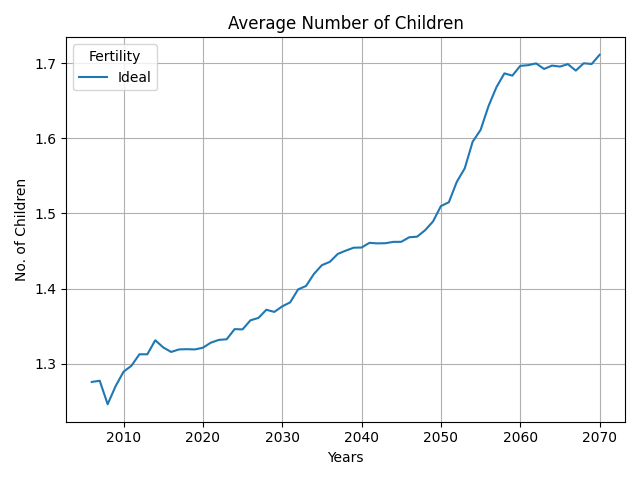 Average Number of Children
Fertility
Ideal
No. of Children
1.7
1.6
1.5
1.4
1.3
2010 2020 2030 2040 2050 2060 2070
Years